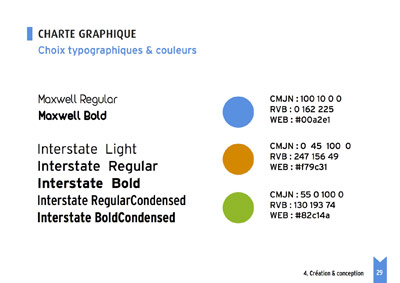 CHARTE GRAPHIQUE
Choix typographiques & couleurs
Maxwell Regular
Maxwell Bold
Interstate Light
Interstate Regular
Interstate Bold
Interstate RegularCondensed
Interstate BoldCondensed
CMJN : 100 10 0 0
RVB : 0 162 225
WEB : #00a2e1
CMJN : 0 45 100 0
RVB : 247 156 49
WEB : #f79c31
CMJN : 55 0 100 0
RVB : 130 193 74
WEB : #82c14a
4. Création & conception
29